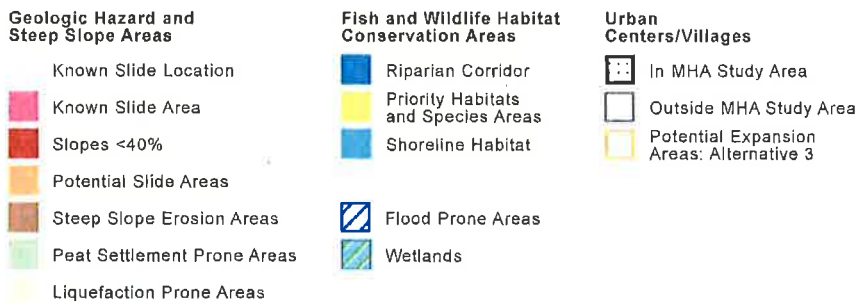 Geologic Hazard and
Steep Slope Areas
Known Slide Location
Known Slide Area
Slopes <40%
Potential Slide Areas
Steep Slope Erosion Areas
Peat Settlement Prone Areas
Liquefaction Prone Areas
Fish and Wildlife Habitat
Conservation Areas
Riparian Corridor
Priority Habitats
and Species Areas
Shoreline Habitat
Flood Prone Areas
Wetlands
Urban
Centers/Villages
In MHA Study Area
Outside MHA Study Area
Potential Expansion
Areas: Alternative 3